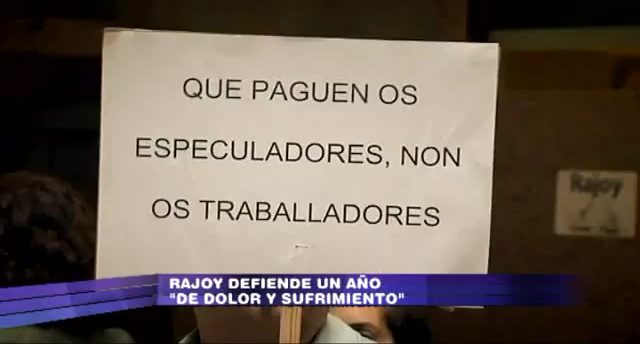 QUE PAGUEN OS
ESPECULADORES, NON
OS TRABALLADORES
Rajoy
RAJOY DEFIENDE UN AÑO
"DE DOLOR Y SUFRIMIENTO"